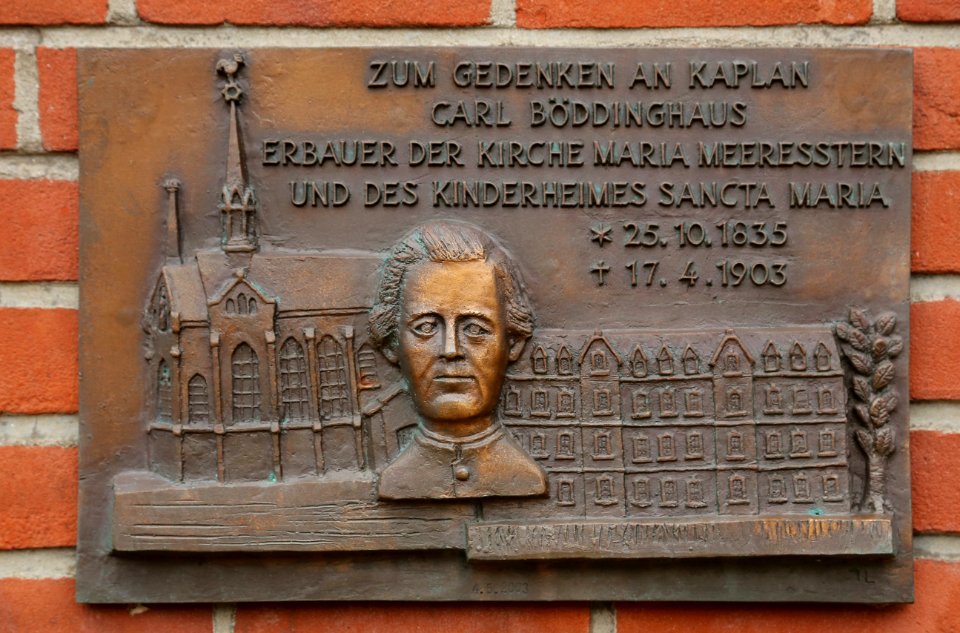 ZUM GEDENKEN AN KAPLAN
CARL BÖDDINGHAUS
ERBAUER DER KIRCHE MARIA MEERESSTERN
UND DES KINDERHEIMES SANCTA MARIA
* 25. 10. 1835
† 17. 4. 1903